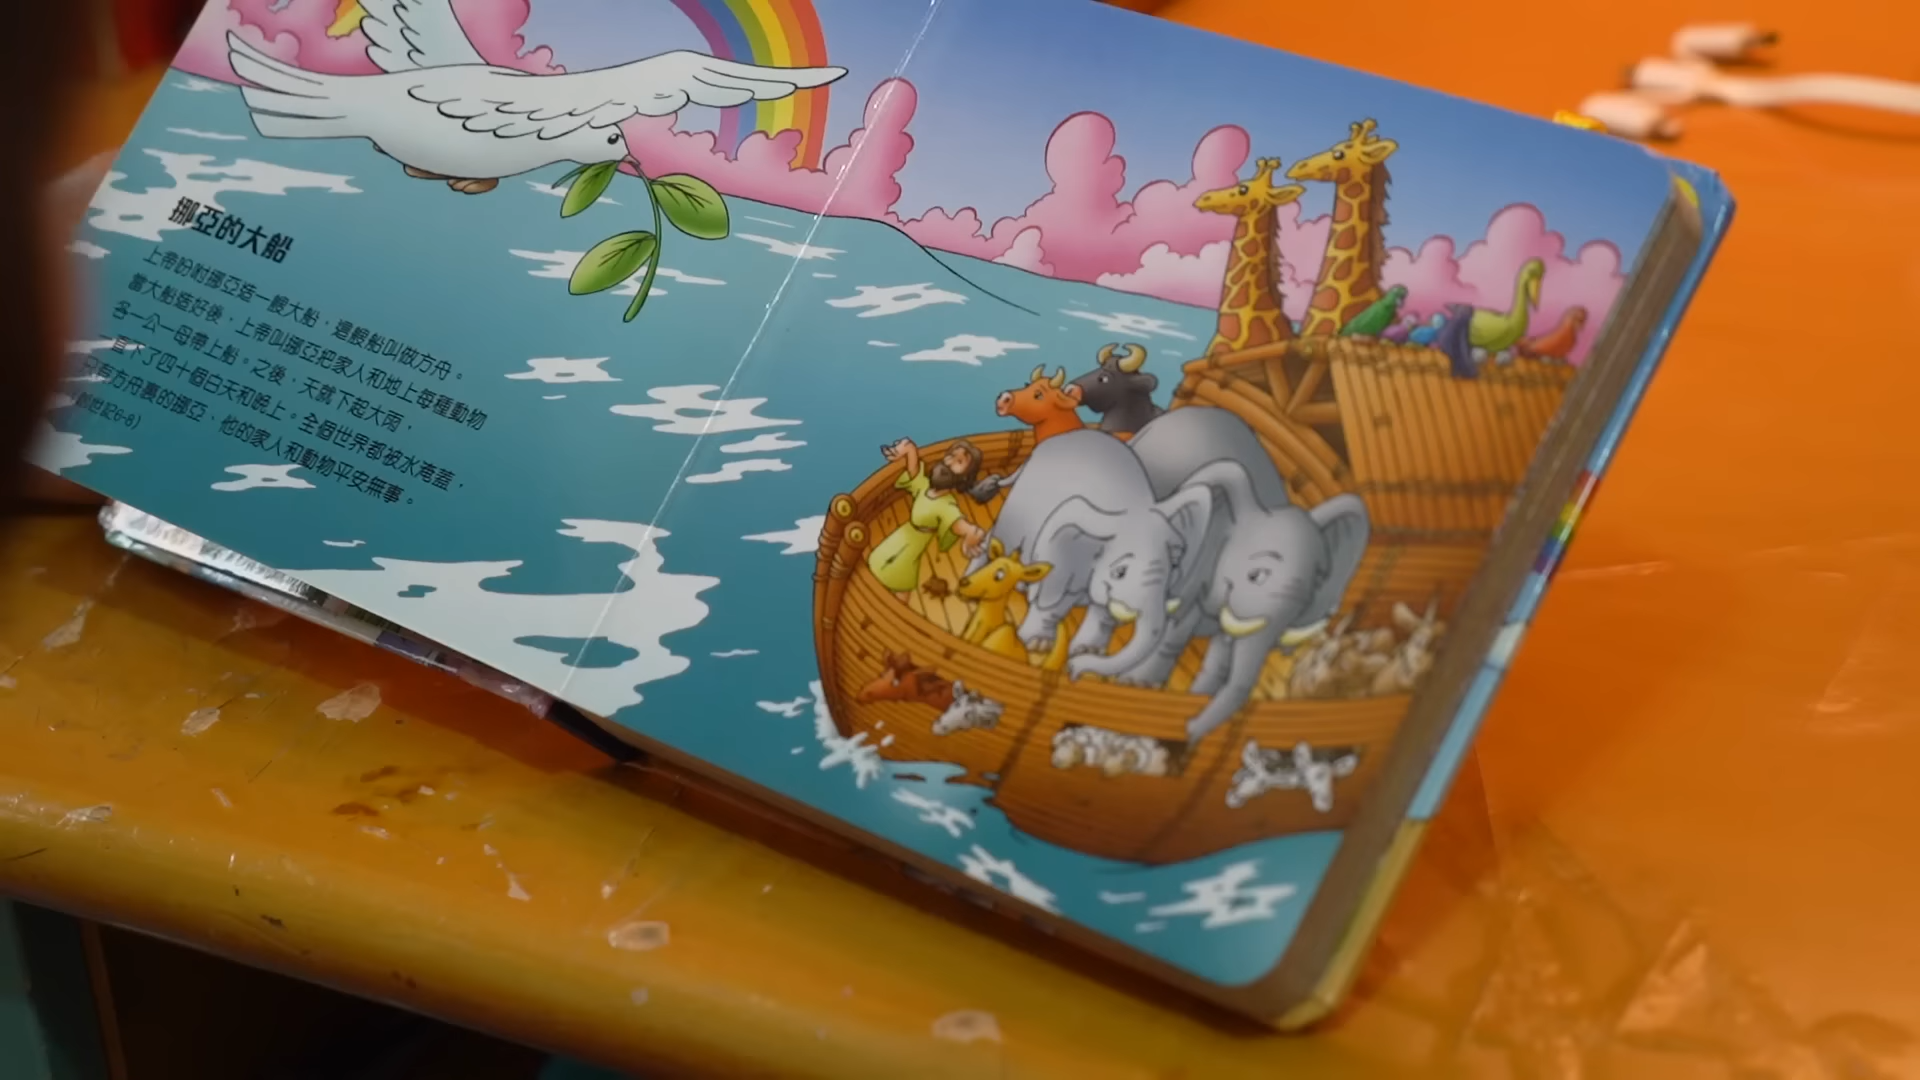 挪亞的大船
上帝吩咐挪亞造一艘大船，這艘船叫做方舟。
當大船造好後，上帝叫挪亞把家人和地上每種動物
各一公一母帶上船。之後，天就下起大雨，
一直下了四十個白天和晚上。全個世界都被水淹蓋，
只有方舟裏的挪亞，他的家人和動物平安無事。
(創世記6-8)